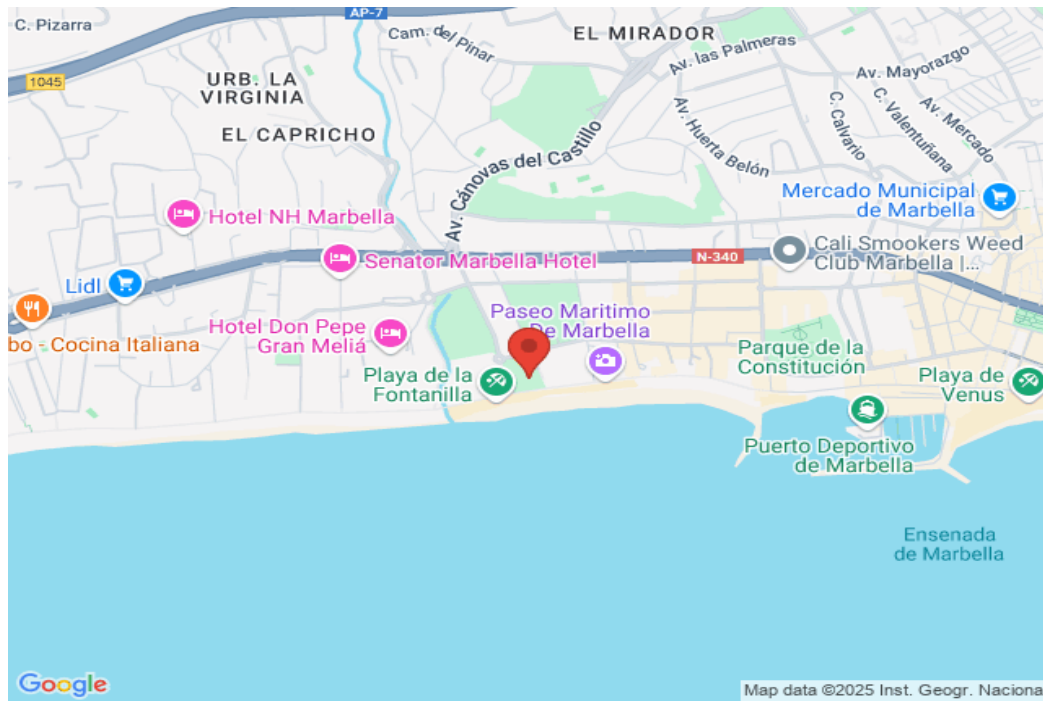 C. Pizarra
AP-7
Cam. del Pinar
EL MIRADOR
Av. las Palmeras
Av. Mayorazgo
1045
URB. LA
VIRGINIA
EL CAPRICHO
Av. Cánovas del Castillo
Av. Huerta Belón
C. Calvario
C. Valentuñana
Av. Mercado
Mercado Municipal
de Marbella
Hotel NH Marbella
Senator Marbella Hotel
N-340
Cali Smookers Weed
Club Marbella |...
Lidl
bo - Cocina Italiana
Hotel Don Pepe
Gran Meliá
Paseo Maritimo
De Marbella
Playa de la
Fontanilla
Parque de la
Constitución
Playa de
Venus
Puerto Deportivo
de Marbella
Ensenada
de Marbella
Google
Map data ©2025 Inst. Geogr. Naciona